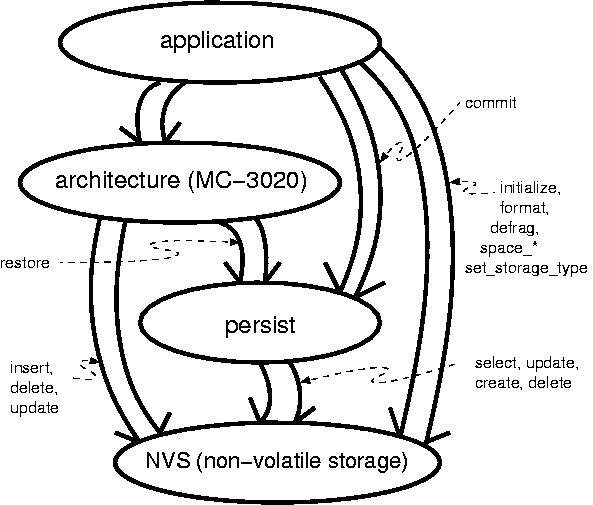 application
commit
architecture (MC-3020)
initialize,
format,
defrag,
space_*
set_storage_type
restore
persist
insert,
delete,
update
select, update,
create, delete
NVS (non-volatile storage)